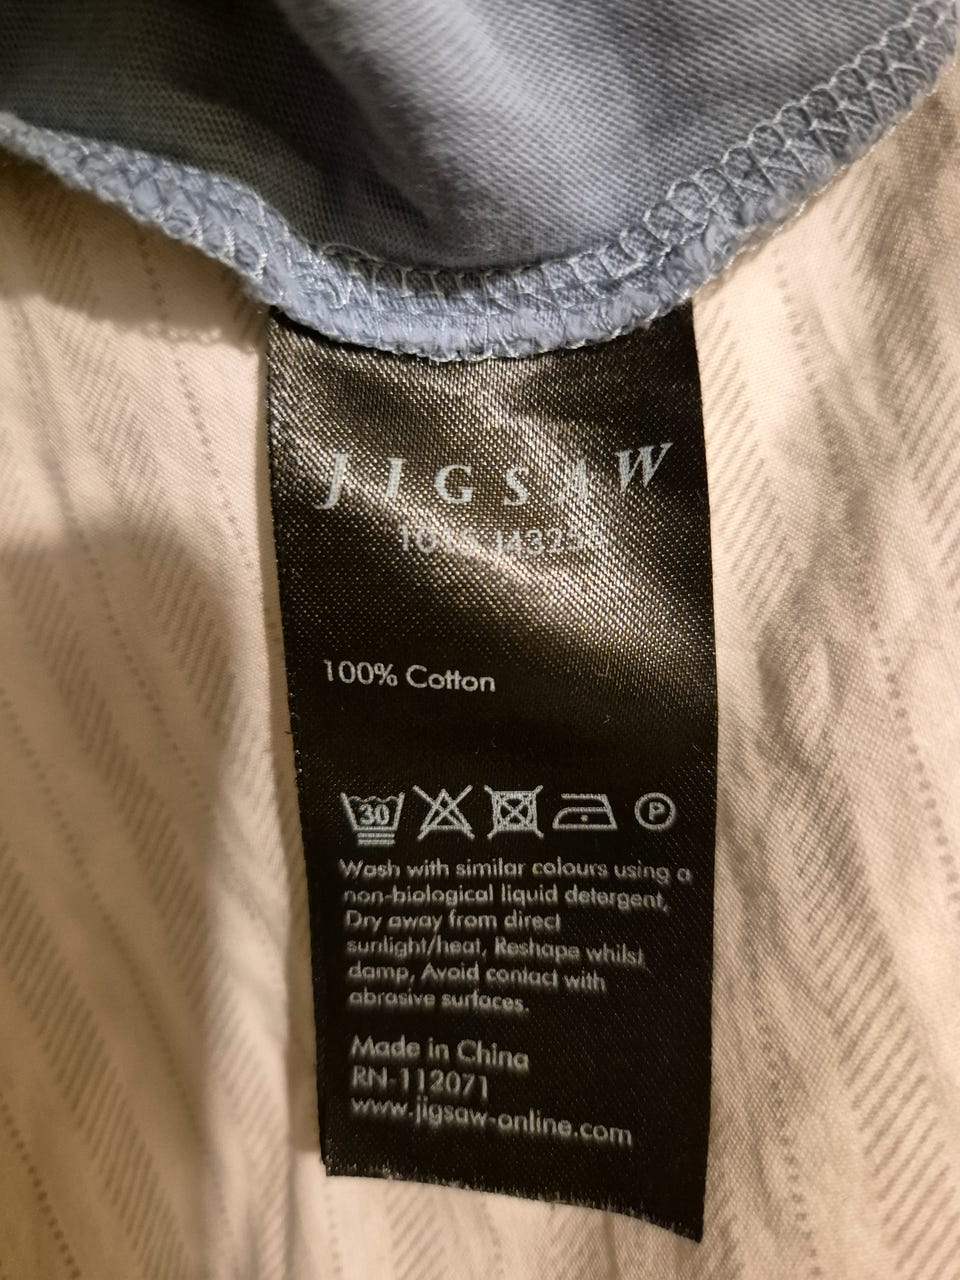 JIGSAW
100% Cotton
30
P
Wash with similar colours using a
non-biological liquid detergent,
Dry away from direct
sunlight/heat, Reshape whilst
damp, Avoid contact with
abrasive surfaces.
Made in China
RN-112071
www.jigsaw-online.com